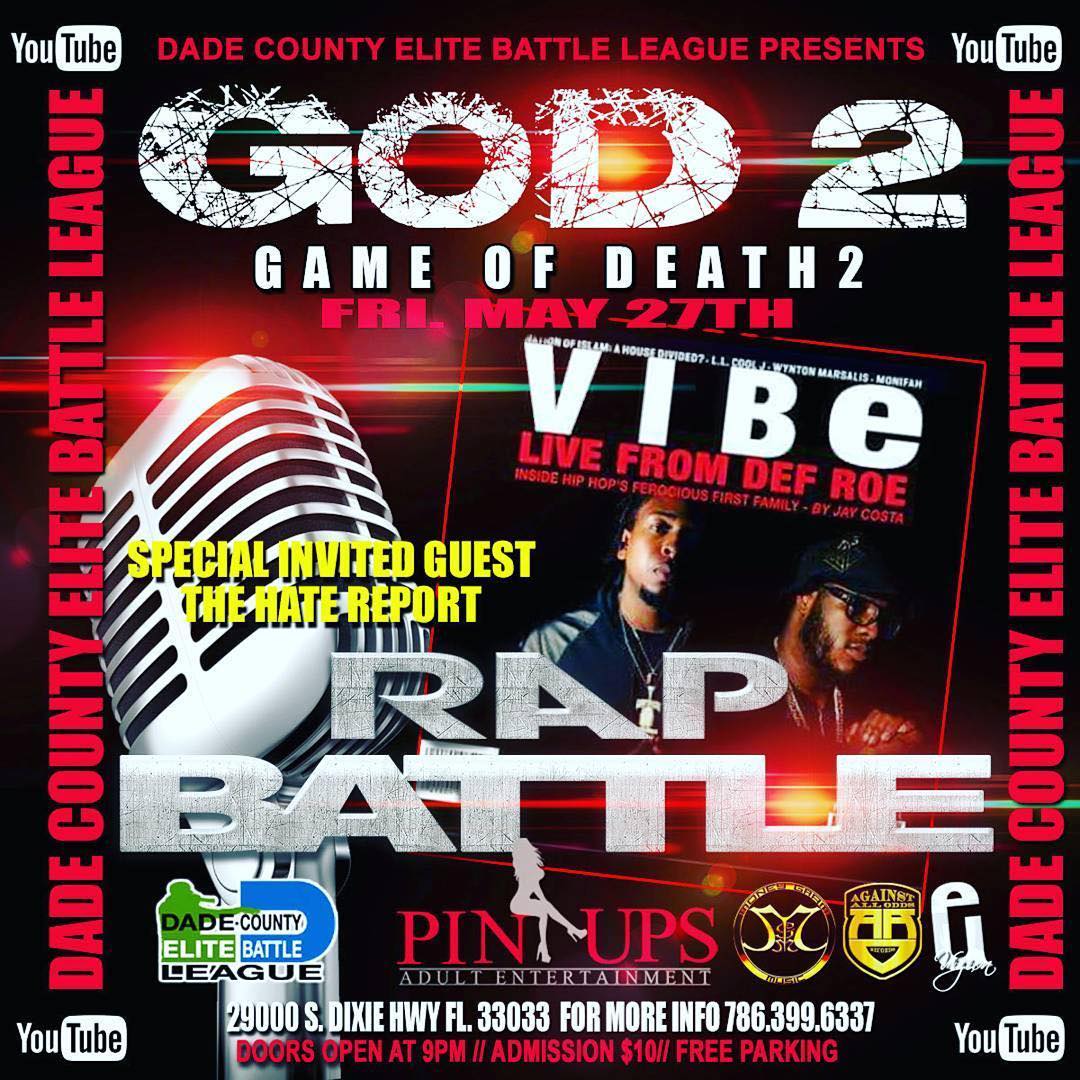 YouTube
DADE COUNTY ELITE BATTLE LEAGUE PRESENTS
YouTube
GOD 2
GAME OF DEATH 2
FRI. MAY 27TH
DADE COUNTY ELITE BATTLE LEAGUE
DADE COUNTY ELITE BATTLE LEAGUE
OF ISLAM: A HOUSE DIVIDED? - L.L. COOL J - WYNTON MARSALIS - MONIFAH
VIBe
LIVE FROM DEF ROE
INSIDE HIP HOP'S FEROCIOUS FIRST FAMILY - BY JAY COSTA
SPECIAL INVITED GUEST
THE HATE REPORT
RAP
BATTLE
DADE-COUNTY
ELITE BATTLE
LEAGUE
PIN UPS
ADULT ENTERTAINMENT
MUSIC
AGAINST
ALL ODDS
Vizion
29000 S. DIXIE HWY FL. 33033 FOR MORE INFO 786.399.6337
DOORS OPEN AT 9PM // ADMISSION $10// FREE PARKING
YouTube
YouTube